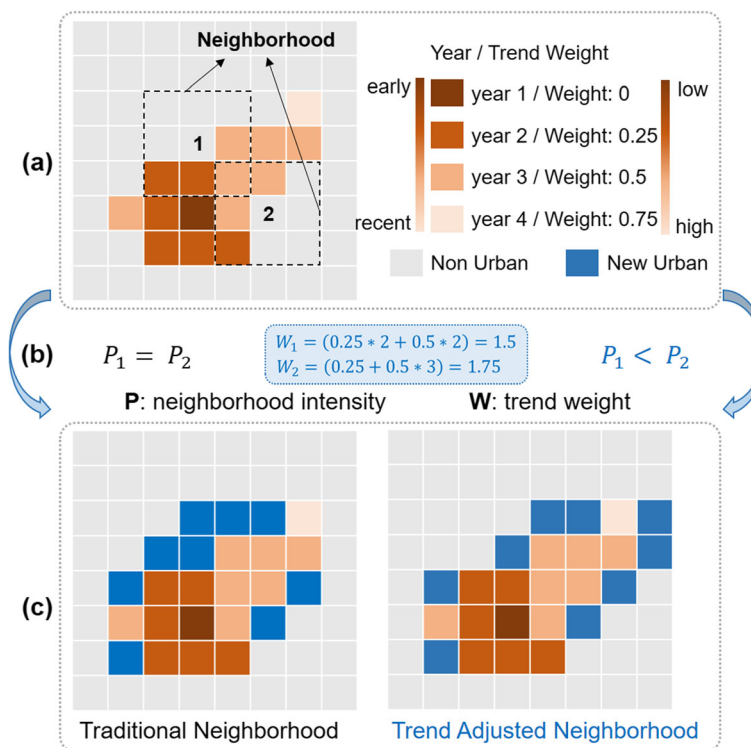 Neighborhood
Year / Trend Weight
early
low
year 1 / Weight: 0
1
year 2 / Weight: 0.25
(a)
year 3 / Weight: 0.5
2
recent
year 4 / Weight: 0.75
high
Non Urban
New Urban
(b)
P₁ = P₂
W₁ = (0.25 * 2 + 0.5 * 2) = 1.5
W₂ = (0.25 + 0.5 * 3) = 1.75
P₁ < P₂
P: neighborhood intensity
W: trend weight
(c)
Traditional Neighborhood
Trend Adjusted Neighborhood